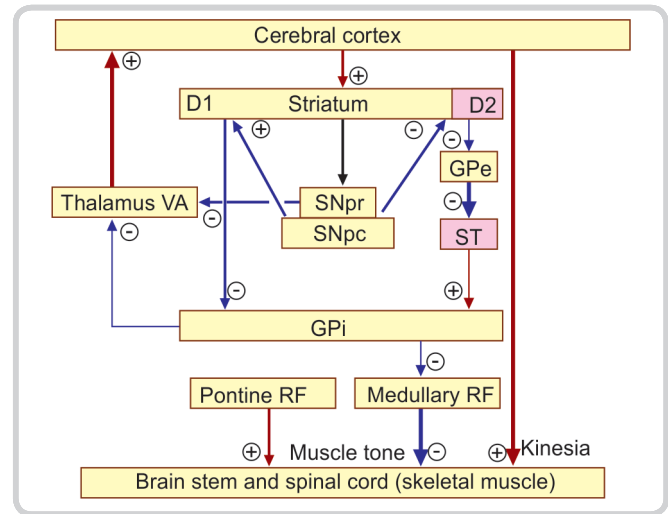 Cerebral cortex
+
+
D1 Striatum D2
+ - -
GPe
Thalamus VA - SNpr -
- SNpc ST
- +
GPi
-
Pontine RF Medullary RF
+ Muscle tone - + Kinesia
Brain stem and spinal cord (skeletal muscle)